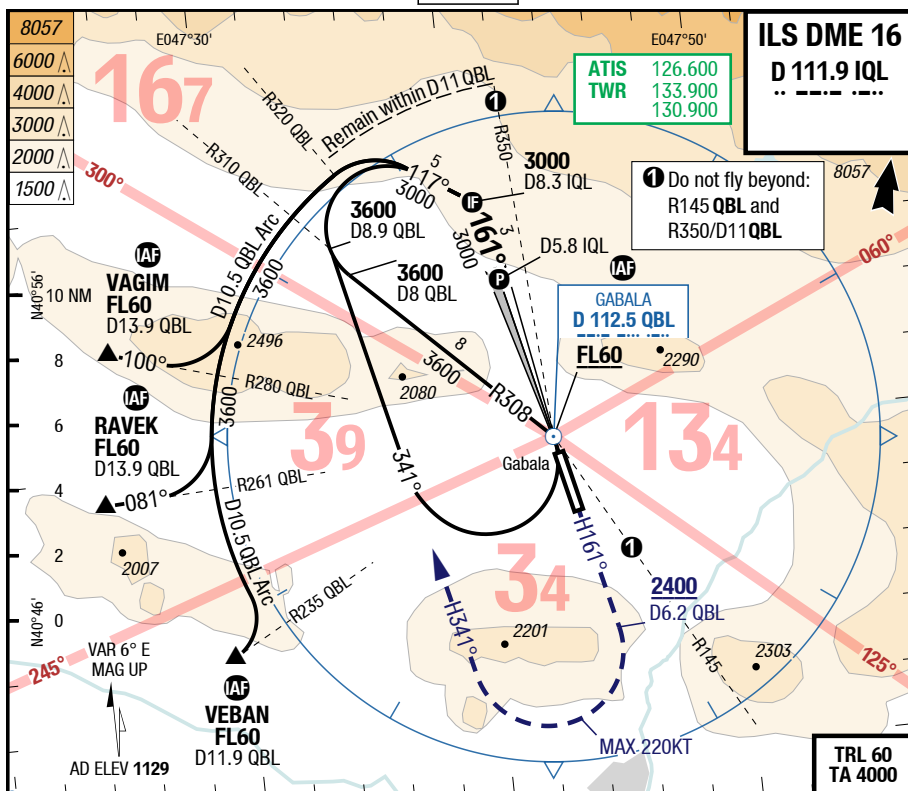 8057
6000
4000
3000
2000
1500
E047°30'
E047°50'
ILS DME 16
D 111.9 IQL
ATIS 126.600
TWR 133.900
130.900
16 7
300°
R320 QBL
R310 QBL
Remain within D11 QBL
1
R350
5
117°
3000
IF
3000
D8.3 IQL
161°
3
3000
D5.8 IQL
P
8057
1 Do not fly beyond:
R145 QBL and
R350/D11QBL
060°
3600
D8.9 QBL
3600
D8 QBL
D10.5 QBL Arc
3600
IAF
VAGIM
FL60
D13.9 QBL
100°
N40°56'
10 NM
8
6
4
2
0
N40°46'
IAF
GABALA
D 112.5 QBL
FL60
2496
2290
2080
8
3600
R308
R280 QBL
3600
IAF
RAVEK
FL60
D13.9 QBL
081°
R261 QBL
3 9
13 4
Gabala
341°
D10.5 QBL Arc
2007
R235 QBL
H161°
1
3 4
2400
D6.2 QBL
H341°
2201
R145
2303
125°
245°
VAR 6° E
MAG UP
IAF
VEBAN
FL60
D11.9 QBL
MAX 220KT
AD ELEV 1129
TRL 60
TA 4000